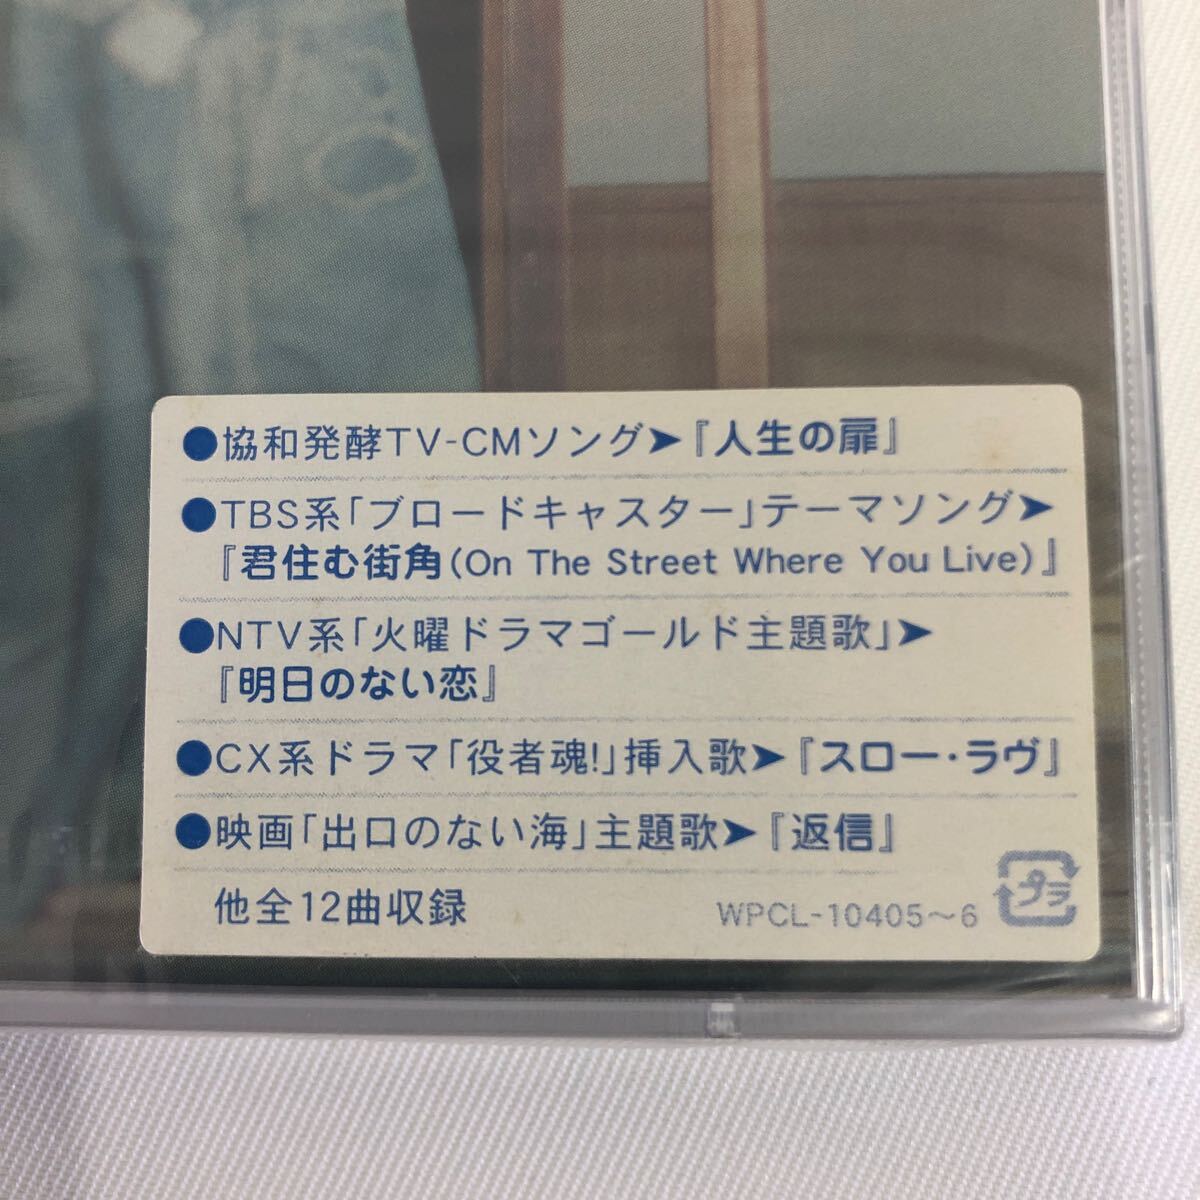 ●協和発酵TV-CMソング➤『人生の扉』
●TBS系「ブロードキャスター」テーマソング➤
『君住む街角(On The Street Where You Live)』
●NTV系「火曜ドラマゴールド主題歌」➤
『明日のない恋』
●CX系ドラマ「役者魂!」挿入歌➤『スロー・ラヴ』
●映画「出口のない海」主題歌➤『返信』
他全12曲収録
WPCL-10405～6
プラ